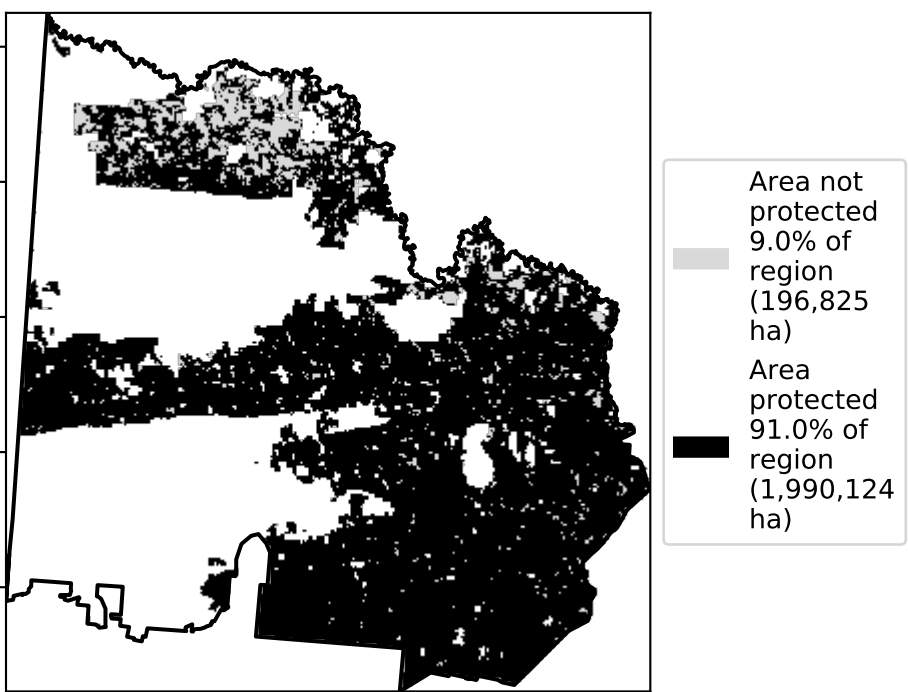 Area not
protected
9.0% of
region
(196,825
ha)
Area
protected
91.0% of
region
(1,990,124
ha)